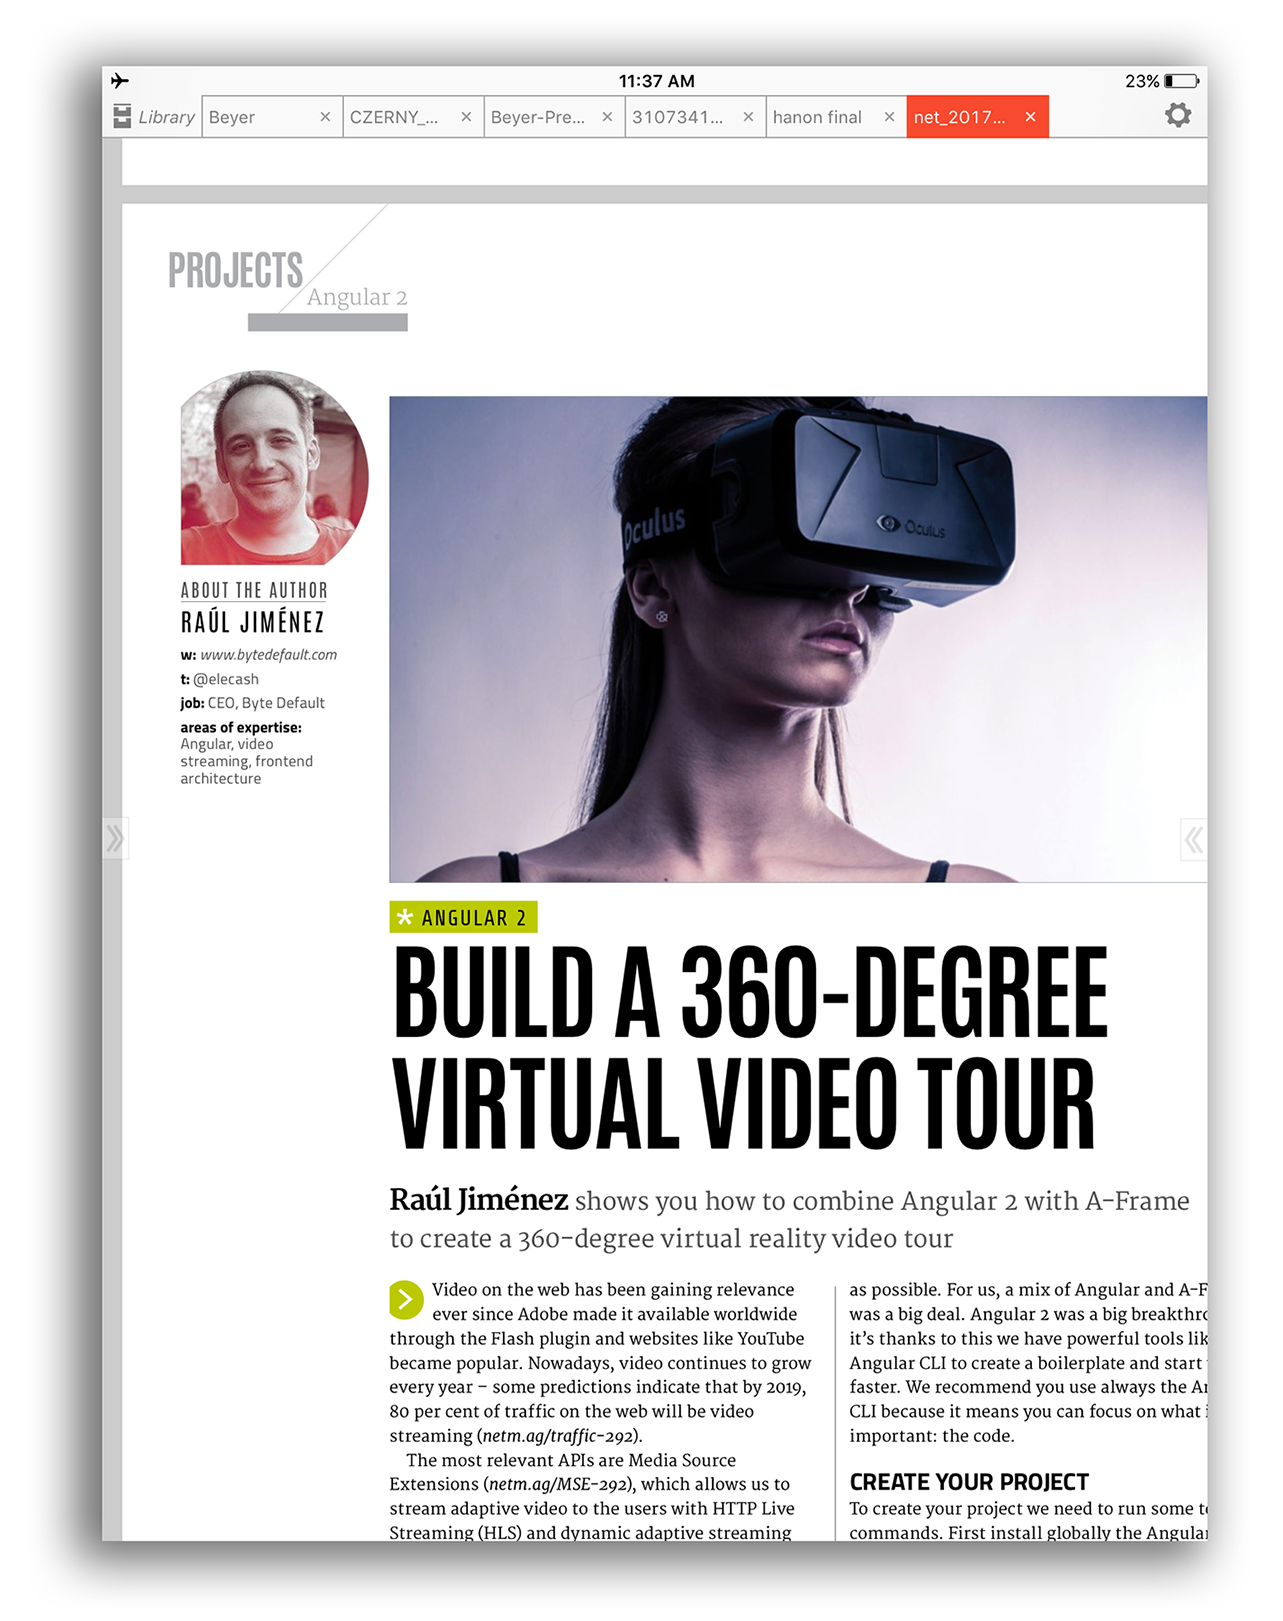 11:37 AM
23%
Library
Beyer
CZERNY_...
Beyer-Pre...
3107341...
hanon final
net_2017...
PROJECTS
Angular 2
Oculus
Oculus
ABOUT THE AUTHOR
RAÚL JIMÉNEZ
w: www.bytedefault.com
t: @elecash
job: CEO, Byte Default
areas of expertise:
Angular, video
streaming, frontend
architecture
* ANGULAR 2
BUILD A 360-DEGREE
VIRTUAL VIDEO TOUR
Raúl Jiménez shows you how to combine Angular 2 with A-Frame
to create a 360-degree virtual reality video tour
Video on the web has been gaining relevance
ever since Adobe made it available worldwide
through the Flash plugin and websites like YouTube
became popular. Nowadays, video continues to grow
every year – some predictions indicate that by 2019,
80 per cent of traffic on the web will be video
streaming (netm.ag/traffic-292).
The most relevant APIs are Media Source
Extensions (netm.ag/MSE-292), which allows us to
stream adaptive video to the users with HTTP Live
Streaming (HLS) and dynamic adaptive streaming
as possible. For us, a mix of Angular and A-F
was a big deal. Angular 2 was a big breakthr
it's thanks to this we have powerful tools lik
Angular CLI to create a boilerplate and start
faster. We recommend you use always the A
CLI because it means you can focus on what
important: the code.
CREATE YOUR PROJECT
To create your project we need to run some t
commands. First install globally the Angular